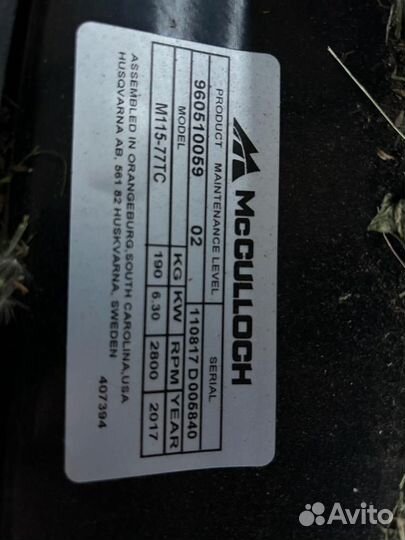 McCULLOCH
PRODUCT MAINTENANCE LEVEL SERIAL
960510059 02 110817 D 005840
MODEL KG KW RPM YEAR
M115-77TC 190 6.30 2800 2017
ASSEMBLED IN ORANGEBURG SOUTH CAROLINA, USA
HUSQVARNA AB, 561 82 HUSKVARNA, SWEDEN
407394
Avito